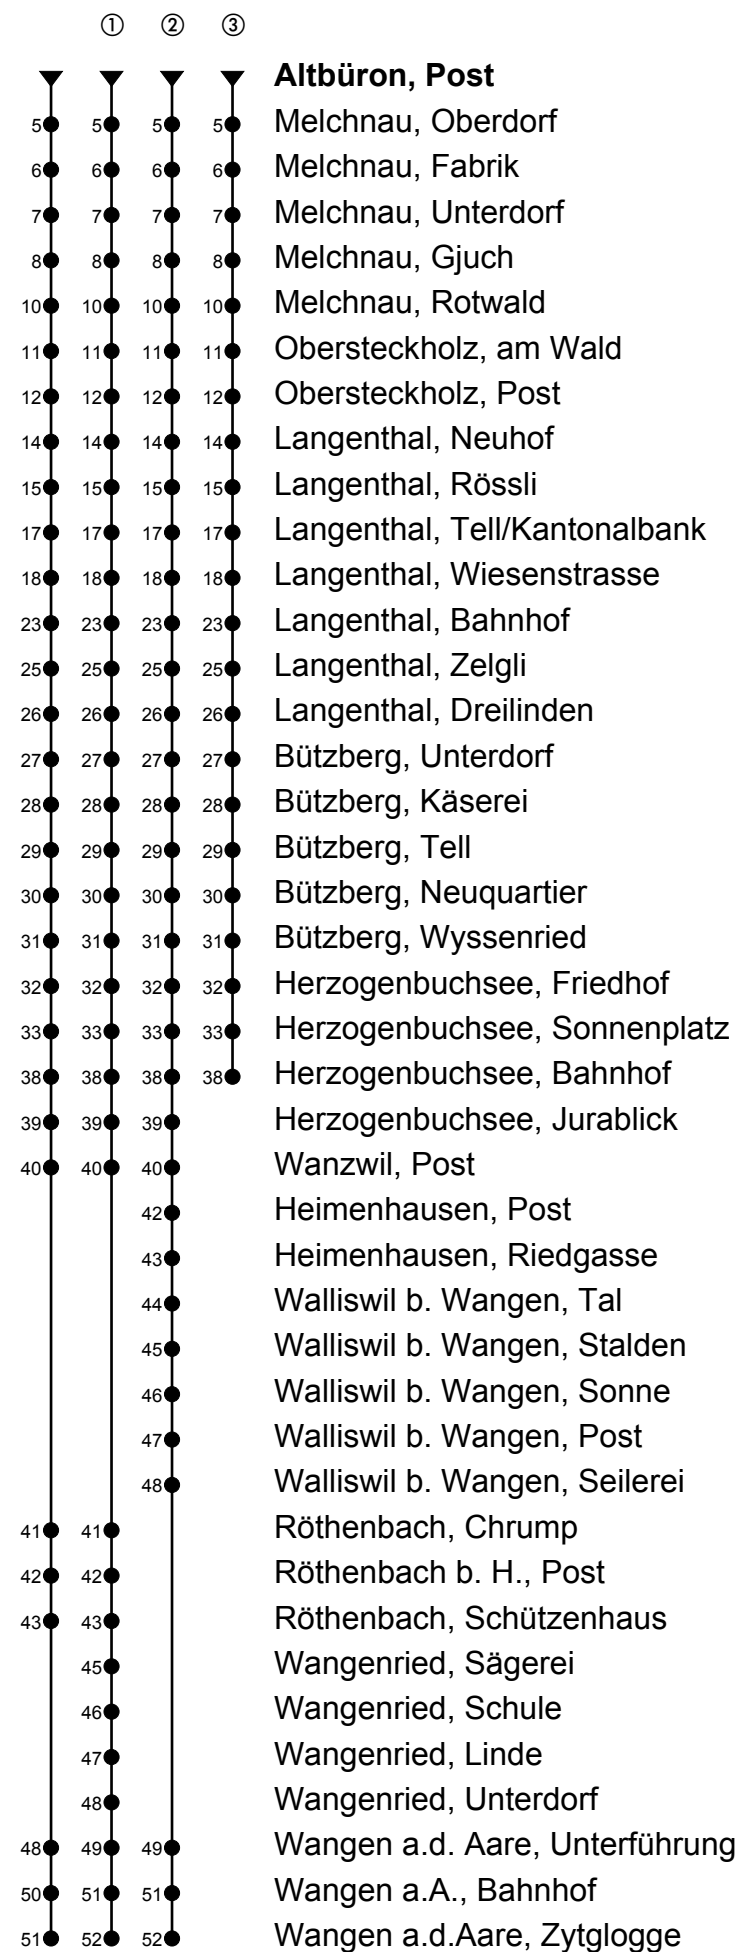 ① ② ③
Altbüron, Post
5 5 5 5 Melchnau, Oberdorf
6 6 6 6 Melchnau, Fabrik
7 7 7 7 Melchnau, Unterdorf
8 8 8 8 Melchnau, Gjuch
10 10 10 10 Melchnau, Rotwald
11 11 11 11 Obersteckholz, am Wald
12 12 12 12 Obersteckholz, Post
14 14 14 14 Langenthal, Neuhof
15 15 15 15 Langenthal, Rössli
17 17 17 17 Langenthal, Tell/Kantonalbank
18 18 18 18 Langenthal, Wiesenstrasse
23 23 23 23 Langenthal, Bahnhof
25 25 25 25 Langenthal, Zelgli
26 26 26 26 Langenthal, Dreilinden
27 27 27 27 Bützberg, Unterdorf
28 28 28 28 Bützberg, Käserei
29 29 29 29 Bützberg, Tell
30 30 30 30 Bützberg, Neuquartier
31 31 31 31 Bützberg, Wyssenried
32 32 32 32 Herzogenbuchsee, Friedhof
33 33 33 33 Herzogenbuchsee, Sonnenplatz
38 38 38 38 Herzogenbuchsee, Bahnhof
39 39 39 Herzogenbuchsee, Jurablick
40 40 40 Wanzwil, Post
42 Heimenhausen, Post
43 Heimenhausen, Riedgasse
44 Walliswil b. Wangen, Tal
45 Walliswil b. Wangen, Stalden
46 Walliswil b. Wangen, Sonne
47 Walliswil b. Wangen, Post
48 Walliswil b. Wangen, Seilerei
41 41 Röthenbach, Chrump
42 42 Röthenbach b. H., Post
43 43 Röthenbach, Schützenhaus
45 Wangenried, Sägerei
46 Wangenried, Schule
47 Wangenried, Linde
48 Wangenried, Unterdorf
48 49 49 Wangen a.d. Aare, Unterführung
50 51 51 Wangen a.A., Bahnhof
51 52 52 Wangen a.d.Aare, Zytglogge